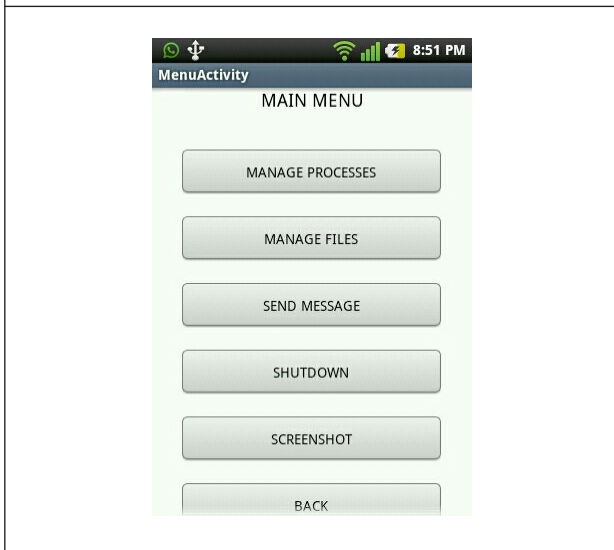 8:51 PM
MenuActivity
MAIN MENU
MANAGE PROCESSES
MANAGE FILES
SEND MESSAGE
SHUTDOWN
SCREENSHOT
BACK